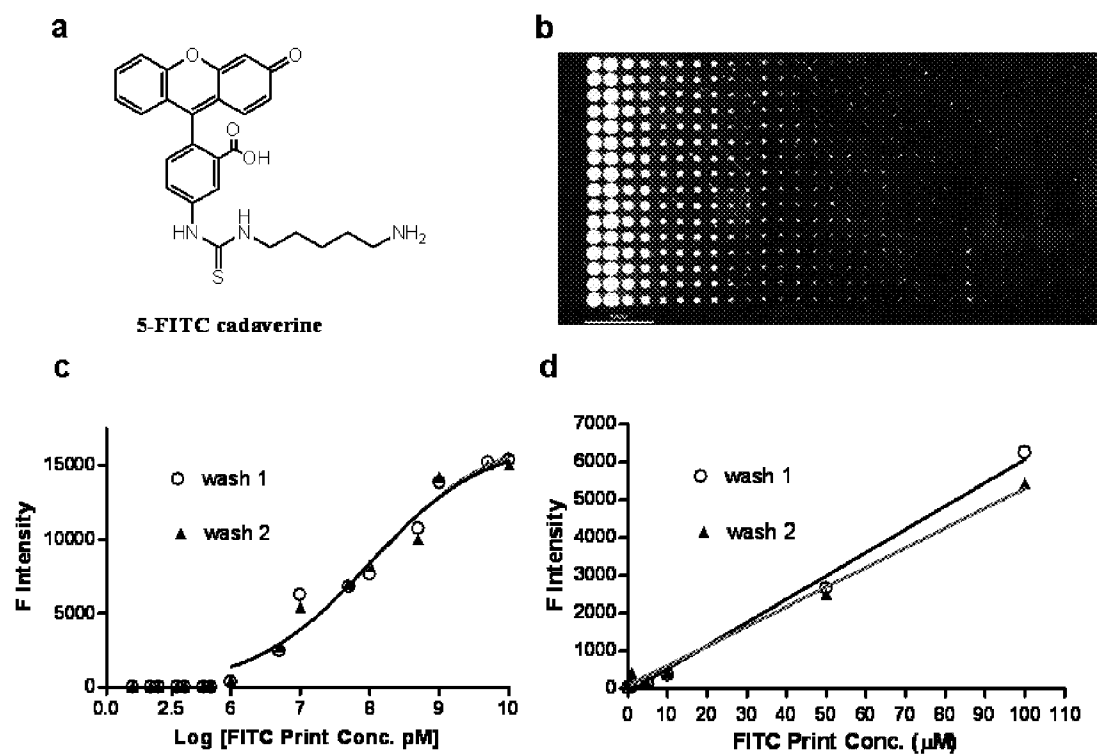 a
b
O
O
O
OH
HN
H
N
NH2
S
5-FITC cadaverine
c
d
F Intensity
15000
10000
5000
0
wash 1
wash 2
0.0
2.5
6
7
8
9
10
Log [FITC Print Conc. pM]
F Intensity
7000
6000
5000
4000
3000
2000
1000
0
wash 1
wash 2
0
10
20
30
40
50
60
70
80
90
100
110
FITC Print Conc. (μM)